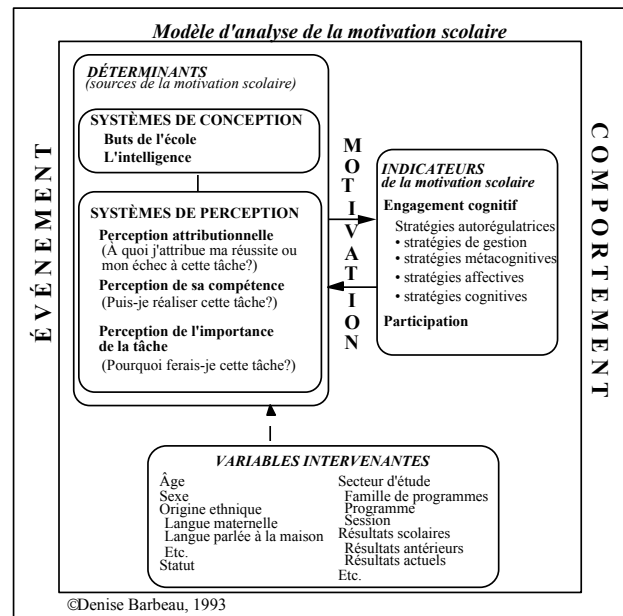 Modèle d'analyse de la motivation scolaire
ÉVÉNEMENT
DÉTERMINANTS
(sources de la motivation scolaire)
SYSTÈMES DE CONCEPTION
Buts de l'école
L'intelligence
SYSTÈMES DE PERCEPTION
Perception attributionnelle
(À quoi j'attribue ma réussite ou
mon échec à cette tâche?)
Perception de sa compétence
(Puis-je réaliser cette tâche?)
Perception de l'importance
de la tâche
(Pourquoi ferais-je cette tâche?)
MOTIVATION
INDICATEURS
de la motivation scolaire
Engagement cognitif
Stratégies autorégulatrices
• stratégies de gestion
• stratégies métacognitives
• stratégies affectives
• stratégies cognitives
Participation
COMPORTEMENT
VARIABLES INTERVENANTES
Âge
Sexe
Origine ethnique
Langue maternelle
Langue parlée à la maison
Etc.
Statut
Secteur d'étude
Famille de programmes
Programme
Session
Résultats scolaires
Résultats antérieurs
Résultats actuels
Etc.
©Denise Barbeau, 1993